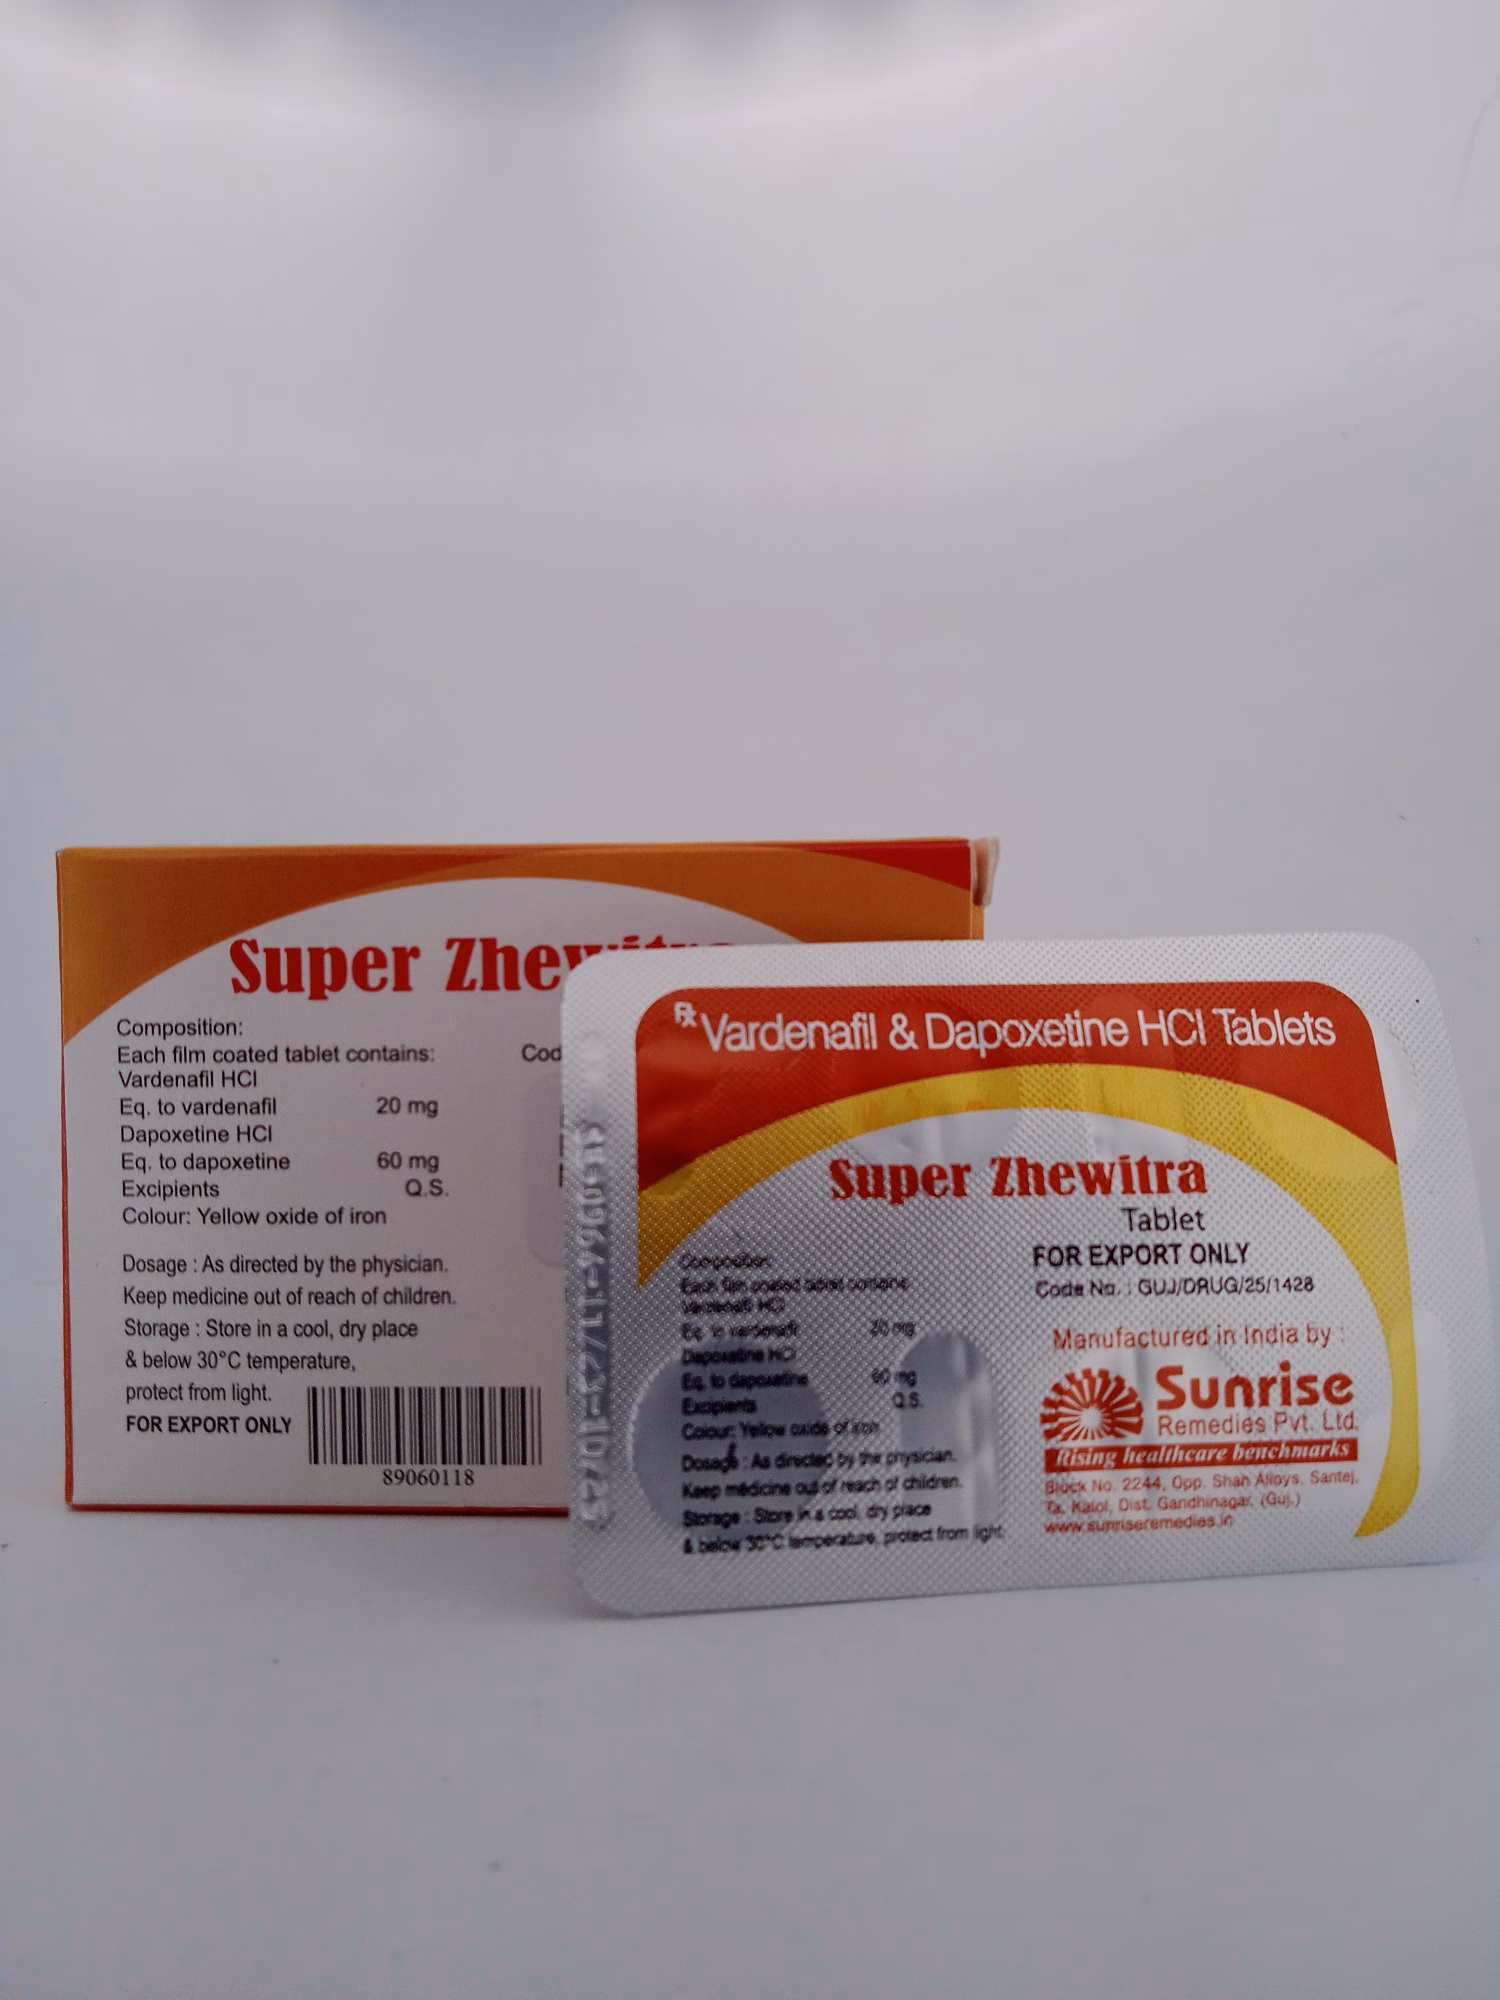 Super Zhewitra
Composition:
Each film coated tablet contains:
Vardenafil HCl
Eq. to vardenafil 20 mg
Dapoxetine HCl
Eq. to dapoxetine 60 mg
Excipients Q.S.
Colour: Yellow oxide of iron
Dosage : As directed by the physician.
Keep medicine out of reach of children.
Storage : Store in a cool, dry place
& below 30°C temperature,
protect from light.
FOR EXPORT ONLY
89060118
Cod
℞ Vardenafil & Dapoxetine HCl Tablets
Super Zhewitra
Tablet
FOR EXPORT ONLY
Code No. : GUJ/DRUG/25/1428
Manufactured in India by :
Sunrise
Remedies Pvt. Ltd.
Rising healthcare benchmarks
Block No. 2244, Opp. Shah Alloys, Santej,
Ta. Kalol, Dist. Gandhinagar, (Guj.)
www.sunriseremedies.in
Composition:
Each film coated tablet contains:
Vardenafil HCl
Eq. to vardenafil 20 mg
Dapoxetine HCl
Eq. to dapoxetine 60 mg
Excipients Q.S.
Colour: Yellow oxide of iron
Dosage : As directed by the physician.
Keep medicine out of reach of children.
Storage : Store in a cool, dry place
& below 30°C temperature, protect from light.